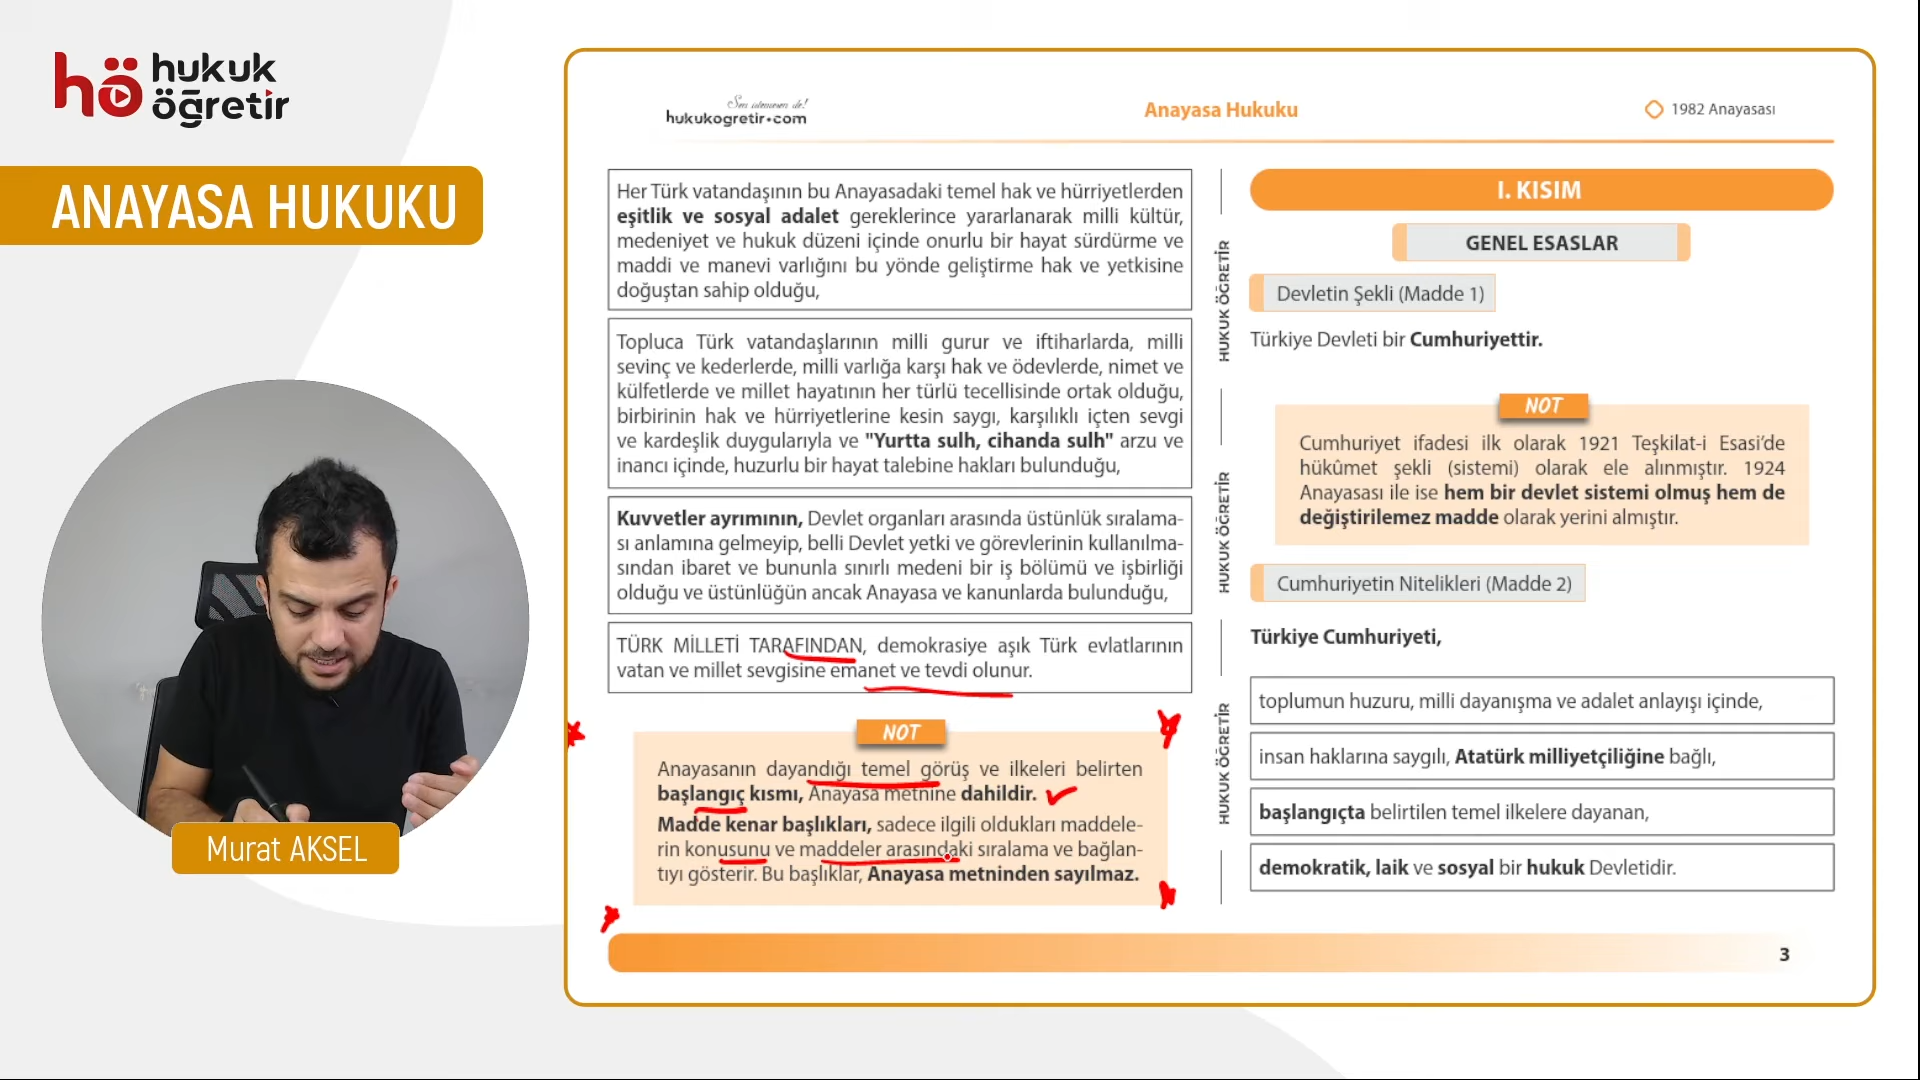 hö hukuk
öğretir
ANAYASA HUKUKU
Murat AKSEL
Sen istemesen de!
hukukogretir•com
Anayasa Hukuku
1982 Anayasası
Her Türk vatandaşının bu Anayasadaki temel hak ve hürriyetlerden
eşitlik ve sosyal adalet gereklerince yararlanarak milli kültür,
medeniyet ve hukuk düzeni içinde onurlu bir hayat sürdürme ve
maddi ve manevi varlığını bu yönde geliştirme hak ve yetkisine
doğuştan sahip olduğu,
Topluca Türk vatandaşlarının milli gurur ve iftiharlarda, milli
sevinç ve kederlerde, milli varlığa karşı hak ve ödevlerde, nimet ve
külfetlerde ve millet hayatının her türlü tecellisinde ortak olduğu,
birbirinin hak ve hürriyetlerine kesin saygı, karşılıklı içten sevgi
ve kardeşlik duygularıyla ve "Yurtta sulh, cihanda sulh" arzu ve
inancı içinde, huzurlu bir hayat talebine hakları bulunduğu,
Kuvvetler ayrımının, Devlet organları arasında üstünlük sıralama-
sı anlamına gelmeyip, belli Devlet yetki ve görevlerinin kullanılma-
sından ibaret ve bununla sınırlı medeni bir iş bölümü ve işbirliği
olduğu ve üstünlüğün ancak Anayasa ve kanunlarda bulunduğu,
TÜRK MİLLETİ TARAFINDAN, demokrasiye aşık Türk evlatlarının
vatan ve millet sevgisine emanet ve tevdi olunur.
NOT
Anayasanın dayandığı temel görüş ve ilkeleri belirten
başlangıç kısmı, Anayasa metnine dahildir.
Madde kenar başlıkları, sadece ilgili oldukları maddele-
rin konusunu ve maddeler arasındaki sıralama ve bağlan-
tıyı gösterir. Bu başlıklar, Anayasa metninden sayılmaz.
HUKUK ÖĞRETİR
HUKUK ÖĞRETİR
HUKUK ÖĞRETİR
I. KISIM
GENEL ESASLAR
Devletin Şekli (Madde 1)
Türkiye Devleti bir Cumhuriyettir.
NOT
Cumhuriyet ifadesi ilk olarak 1921 Teşkilat-i Esasi’de
hükûmet şekli (sistemi) olarak ele alınmıştır. 1924
Anayasası ile ise hem bir devlet sistemi olmuş hem de
değiştirilemez madde olarak yerini almıştır.
Cumhuriyetin Nitelikleri (Madde 2)
Türkiye Cumhuriyeti,
toplumun huzuru, milli dayanışma ve adalet anlayışı içinde,
insan haklarına saygılı, Atatürk milliyetçiliğine bağlı,
başlangıçta belirtilen temel ilkelere dayanan,
demokratik, laik ve sosyal bir hukuk Devletidir.
3